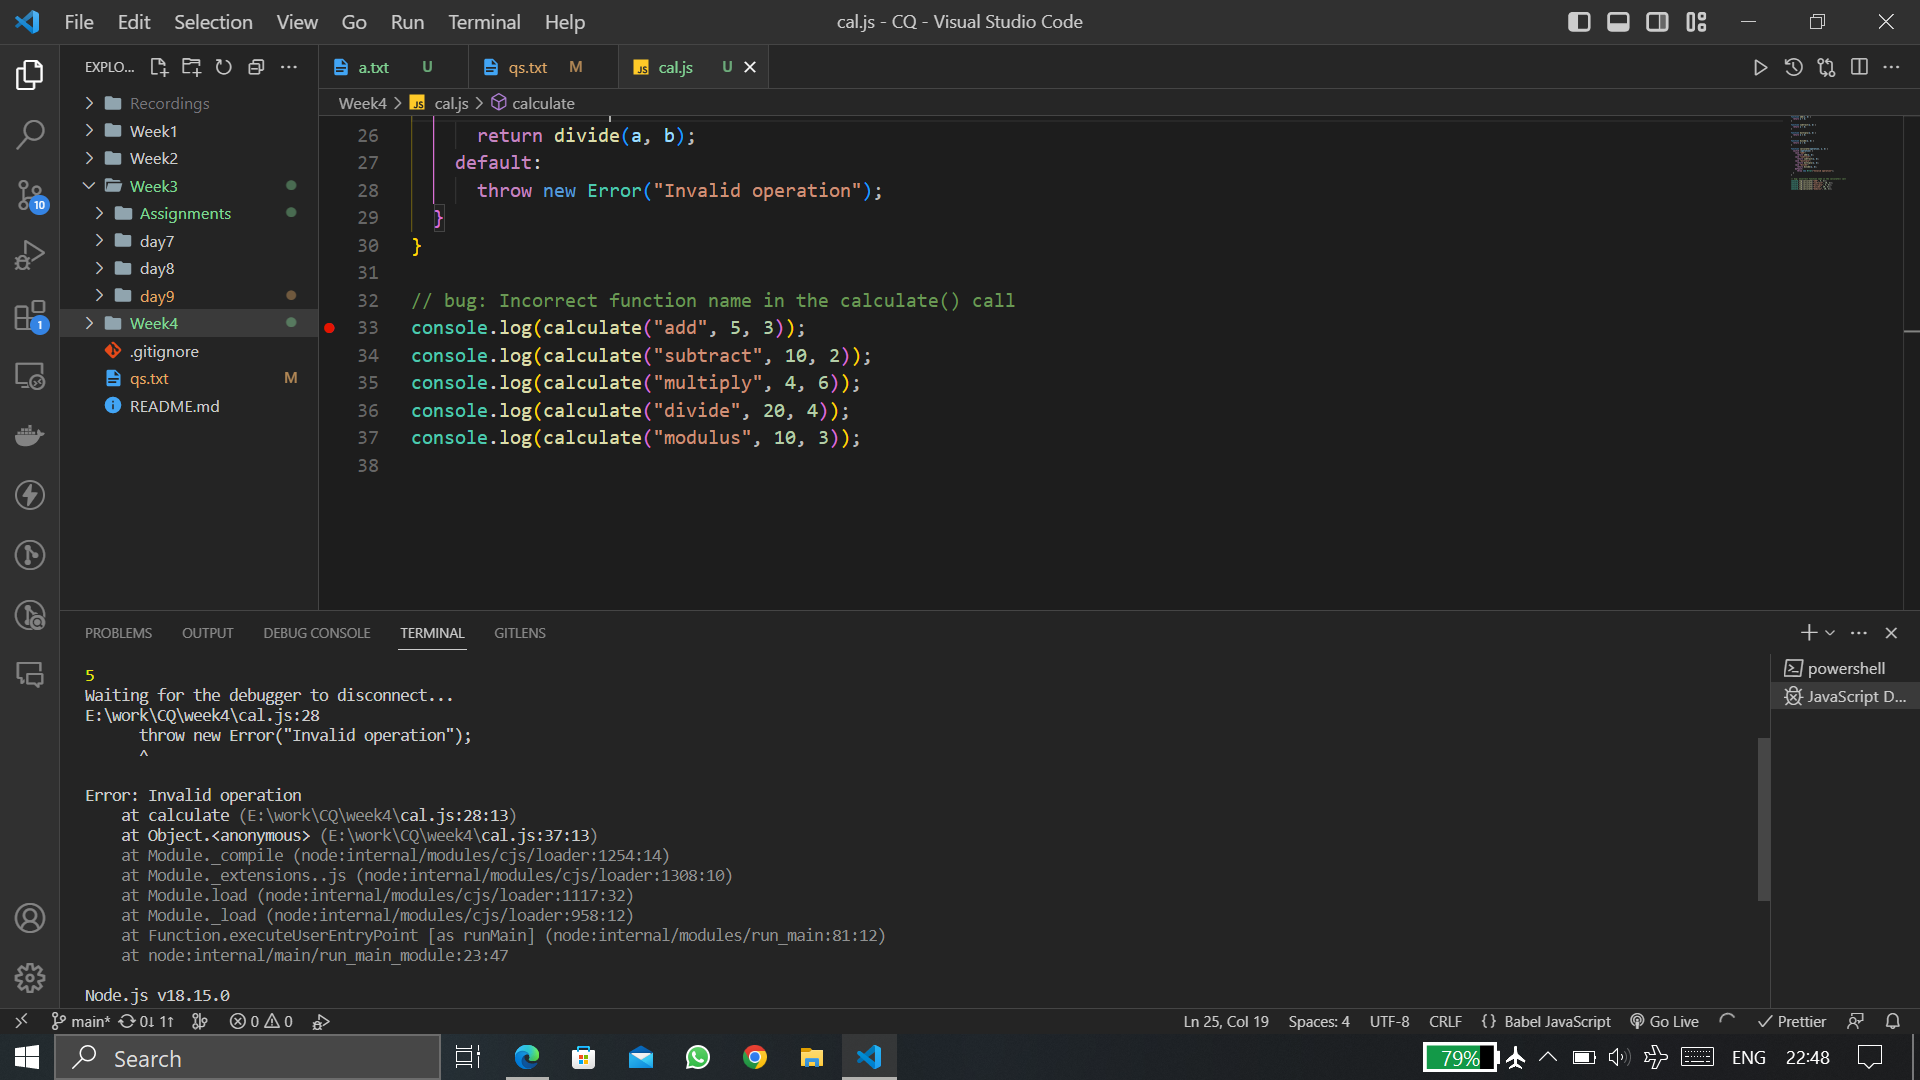 File Edit Selection View Go Run Terminal Help
cal.js - CQ - Visual Studio Code
EXPLO...
a.txt U
qs.txt M
cal.js U
Recordings
Week1
Week2
Week3
Assignments
day7
day8
day9
Week4
.gitignore
qs.txt M
README.md
10
1
Week4 > cal.js > calculate
26 return divide(a, b);
27 default:
28 throw new Error("Invalid operation");
29 }
30 }
31
32 // bug: Incorrect function name in the calculate() call
33 console.log(calculate("add", 5, 3));
34 console.log(calculate("subtract", 10, 2));
35 console.log(calculate("multiply", 4, 6));
36 console.log(calculate("divide", 20, 4));
37 console.log(calculate("modulus", 10, 3));
38
PROBLEMS OUTPUT DEBUG CONSOLE TERMINAL GITLENS
powershell
JavaScript D...
5
Waiting for the debugger to disconnect...
E:\work\CQ\week4\cal.js:28
throw new Error("Invalid operation");
^
Error: Invalid operation
at calculate (E:\work\CQ\week4\cal.js:28:13)
at Object.<anonymous> (E:\work\CQ\week4\cal.js:37:13)
at Module._compile (node:internal/modules/cjs/loader:1254:14)
at Module._extensions..js (node:internal/modules/cjs/loader:1308:10)
at Module.load (node:internal/modules/cjs/loader:1117:32)
at Module._load (node:internal/modules/cjs/loader:958:12)
at Function.executeUserEntryPoint [as runMain] (node:internal/modules/run_main:81:12)
at node:internal/main/run_main_module:23:47
Node.js v18.15.0
main* 0↓ 1↑ 0 0
Ln 25, Col 19 Spaces: 4 UTF-8 CRLF {} Babel JavaScript Go Live Prettier
Search
79% ENG 22:48